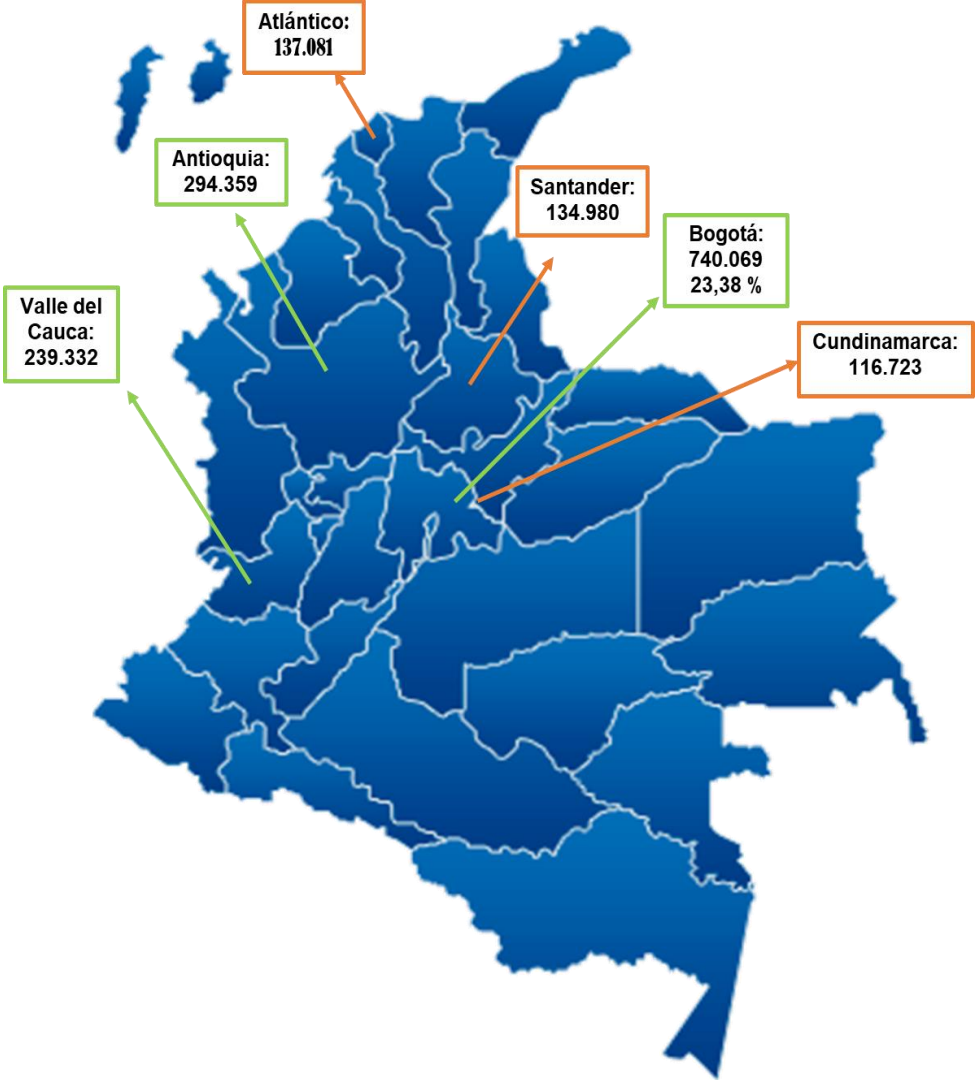 Atlántico:
137.081
Antioquia:
294.359
Santander:
134.980
Bogotá:
740.069
23,38 %
Valle del
Cauca:
239.332
Cundinamarca:
116.723